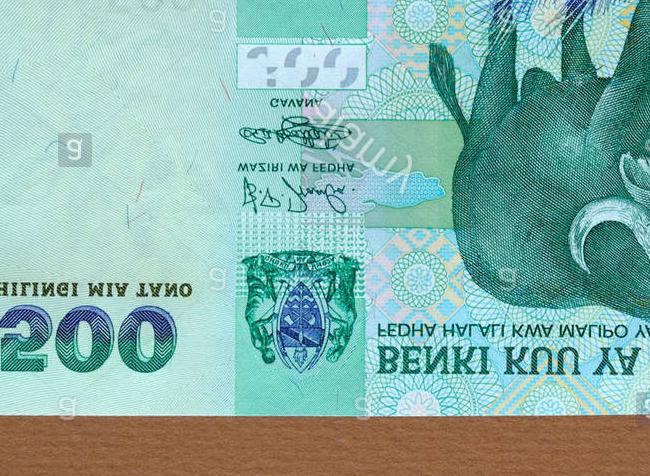 BENKI KUU YA
FEDHA HALALI KWA MALIPO YA
500
HILINGI MIA TANO
WAZIRI WA FEDHA
GAVANA